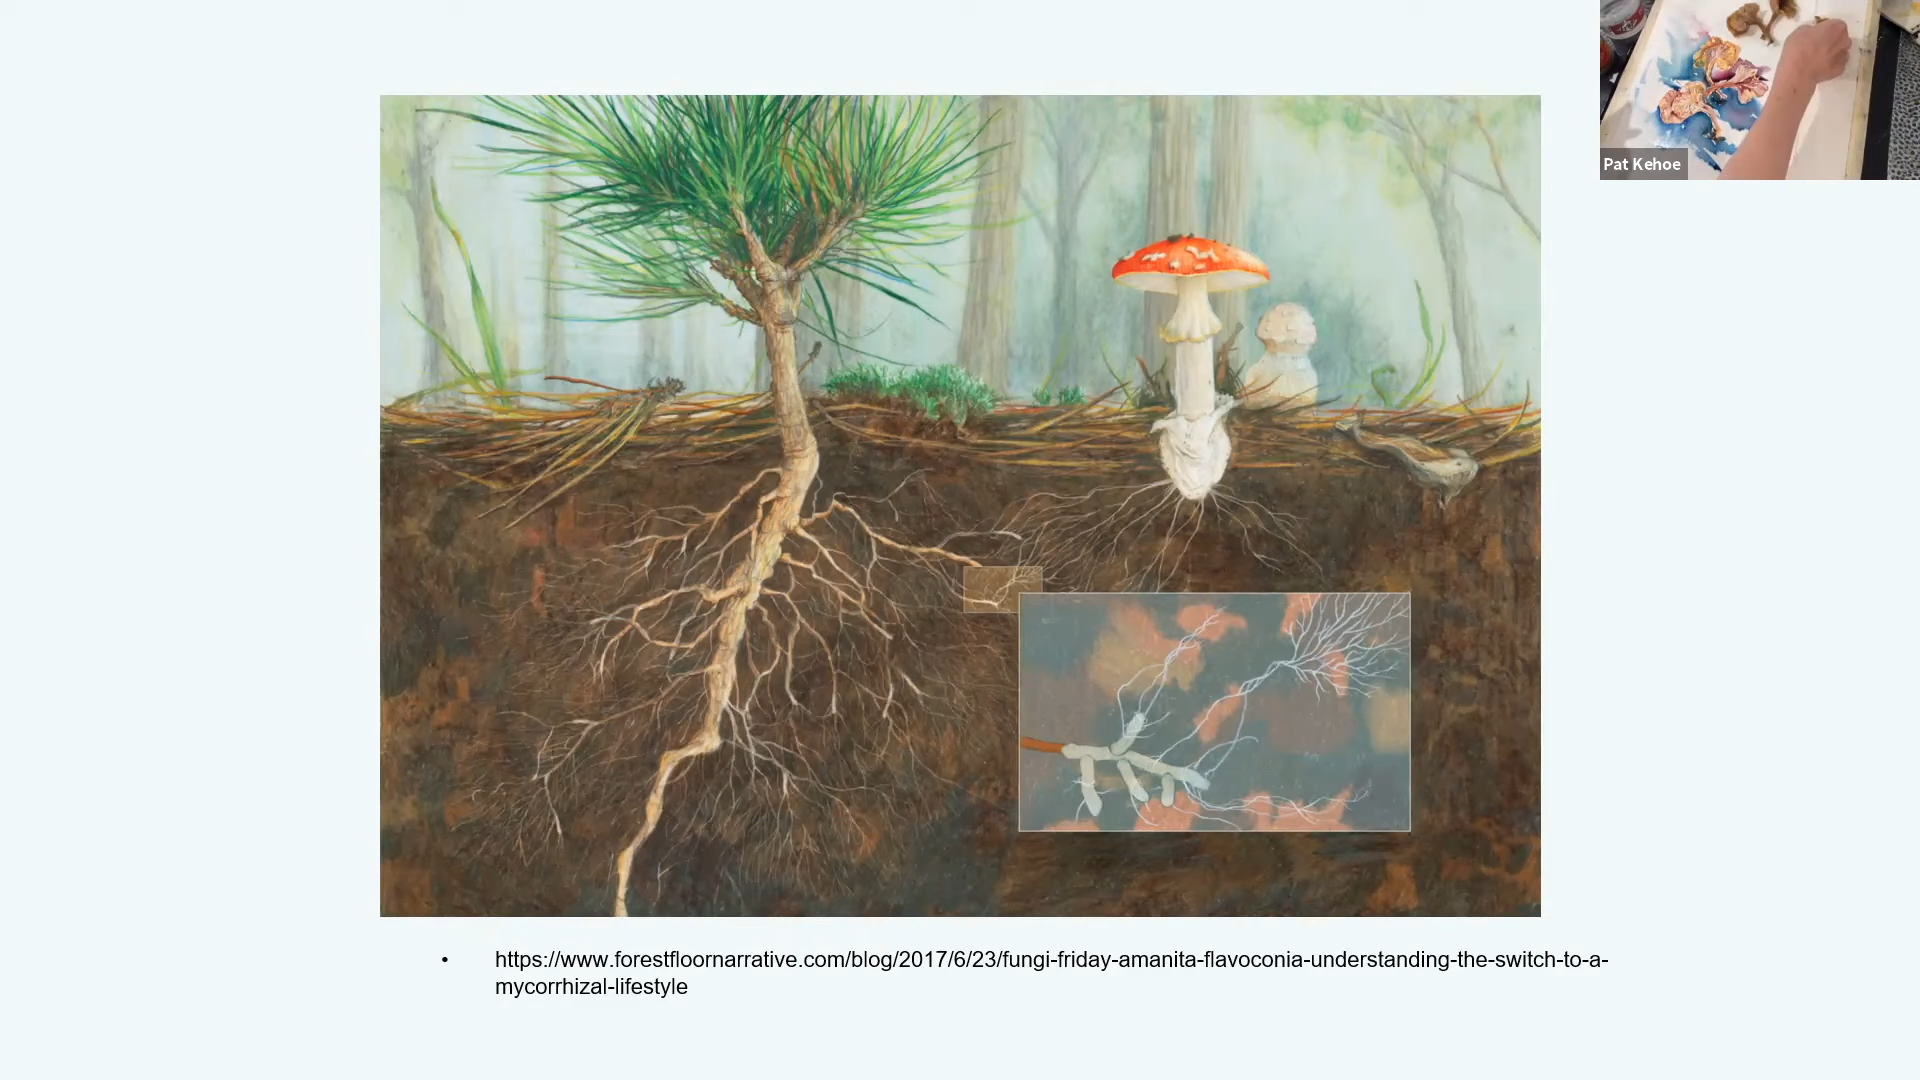 Pat Kehoe
• https://www.forestfloornarrative.com/blog/2017/6/23/fungi-friday-amanita-flavoconia-understanding-the-switch-to-a-
mycorrhizal-lifestyle